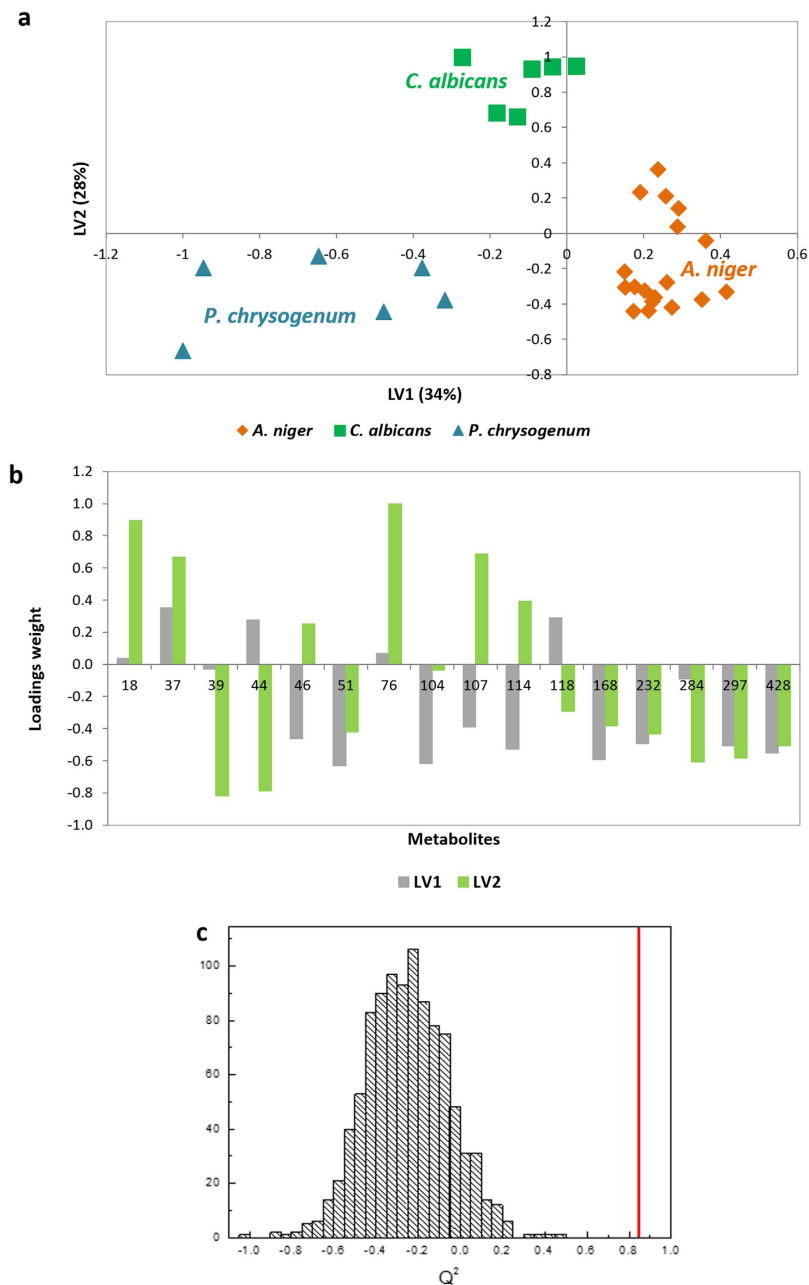 a
1.2
1
0.8
0.6
0.4
0.2
0
-0.2
-0.4
-0.6
-0.8
-1.2 -1 -0.8 -0.6 -0.4 -0.2 0 0.2 0.4 0.6
C. albicans
A. niger
P. chrysogenum
LV2 (28%)
LV1 (34%)
A. niger C. albicans P. chrysogenum
b
1.2
1.0
0.8
0.6
0.4
0.2
0.0
-0.2
-0.4
-0.6
-0.8
-1.0
Loadings weight
18 37 39 44 46 51 76 104 107 114 118 168 232 284 297 428
Metabolites
LV1 LV2
c
100
80
60
40
20
0
-1.0 -0.8 -0.6 -0.4 -0.2 0.0 0.2 0.4 0.6 0.8 1.0
Q²